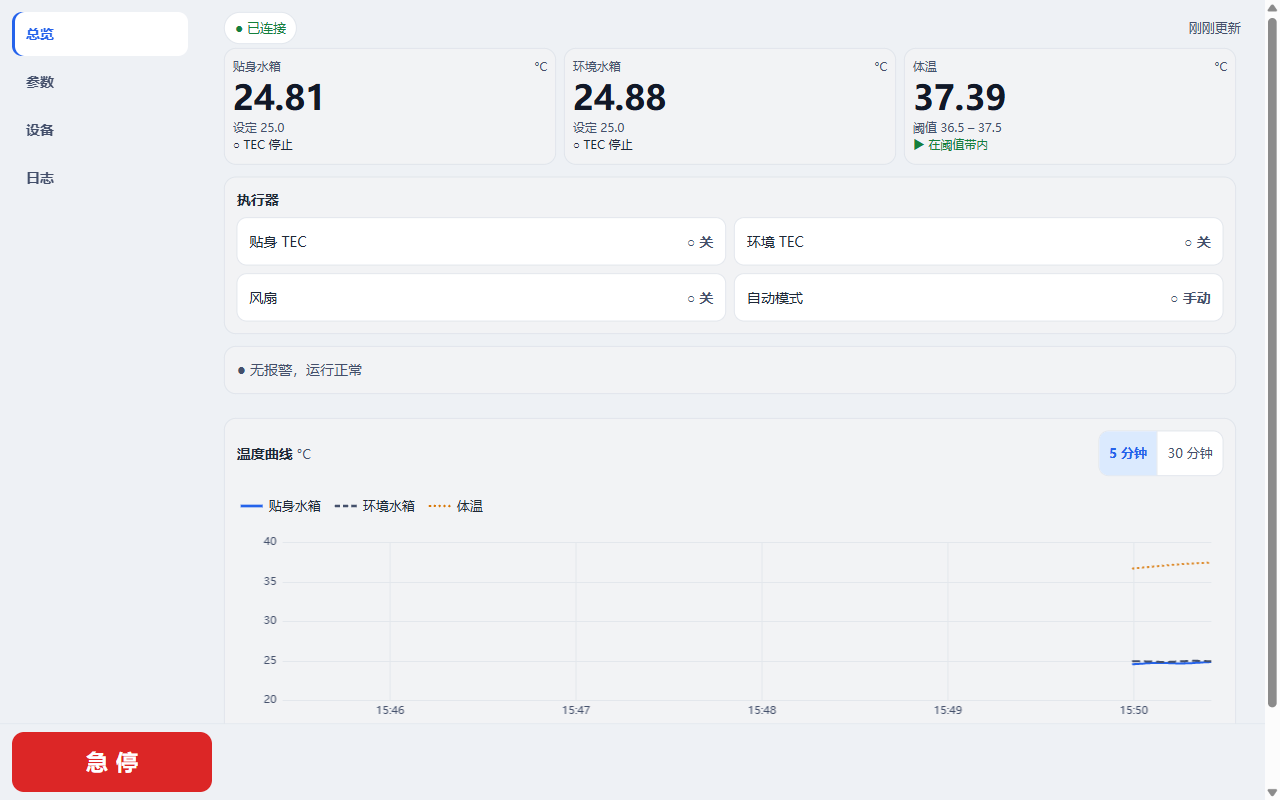 总览
参数
设备
日志
● 已连接
刚刚更新
贴身水箱 °C
24.81
设定 25.0
○ TEC 停止
环境水箱 °C
24.88
设定 25.0
○ TEC 停止
体温 °C
37.39
阈值 36.5 – 37.5
▶ 在阈值带内
执行器
贴身 TEC ○ 关
环境 TEC ○ 关
风扇 ○ 关
自动模式 ○ 手动
● 无报警，运行正常
温度曲线 °C
5 分钟 30 分钟
贴身水箱 环境水箱 体温
40
35
30
25
20
15:46 15:47 15:48 15:49 15:50
急 停